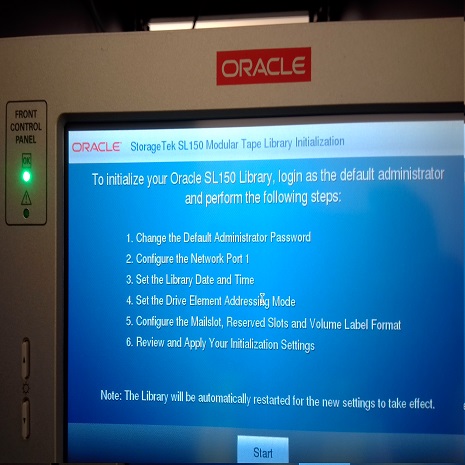 ORACLE
FRONT
CONTROL
PANEL
OK
ORACLE StorageTek SL150 Modular Tape Library Initialization
To initialize your Oracle SL150 Library, login as the default administrator
and perform the following steps:
1. Change the Default Administrator Password
2. Configure the Network Port 1
3. Set the Library Date and Time
4. Set the Drive Element Addressing Mode
5. Configure the Mailslot, Reserved Slots and Volume Label Format
6. Review and Apply Your Initialization Settings
Note: The Library will be automatically restarted for the new settings to take effect.
Start